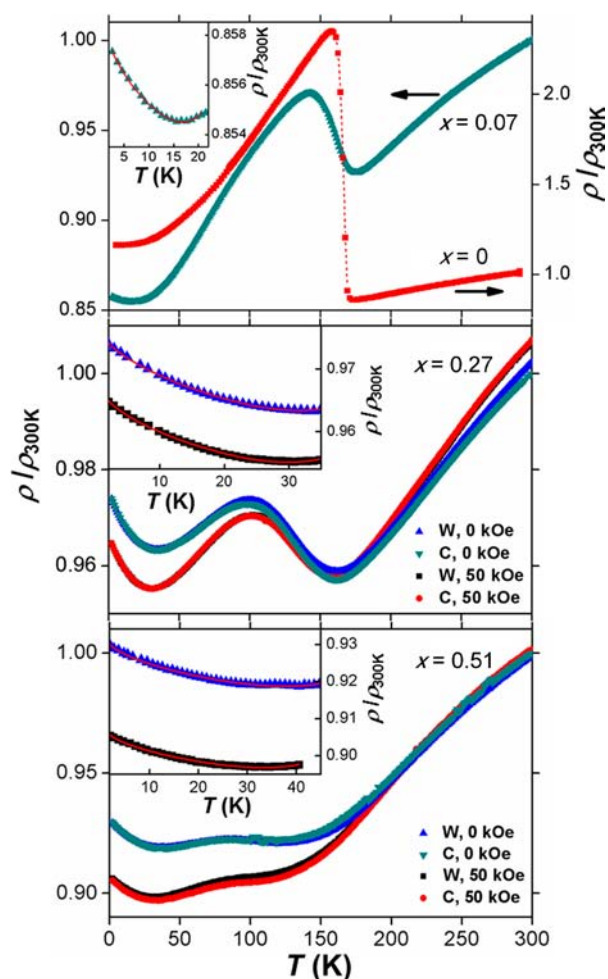 1.00
0.95
0.90
0.85
0.858
0.856
0.854
ρ/ρ300K
5 10 15 20
T (K)
x = 0.07
x = 0
2.0
1.5
1.0
ρ/ρ300K
1.00
0.98
0.96
ρ/ρ300K
0.97
0.96
ρ/ρ300K
10 20 30
T (K)
x = 0.27
W, 0 kOe
C, 0 kOe
W, 50 kOe
C, 50 kOe
1.00
0.95
0.90
0.93
0.92
0.91
0.90
ρ/ρ300K
10 20 30 40
T (K)
x = 0.51
W, 0 kOe
C, 0 kOe
W, 50 kOe
C, 50 kOe
0 50 100 150 200 250 300
T (K)